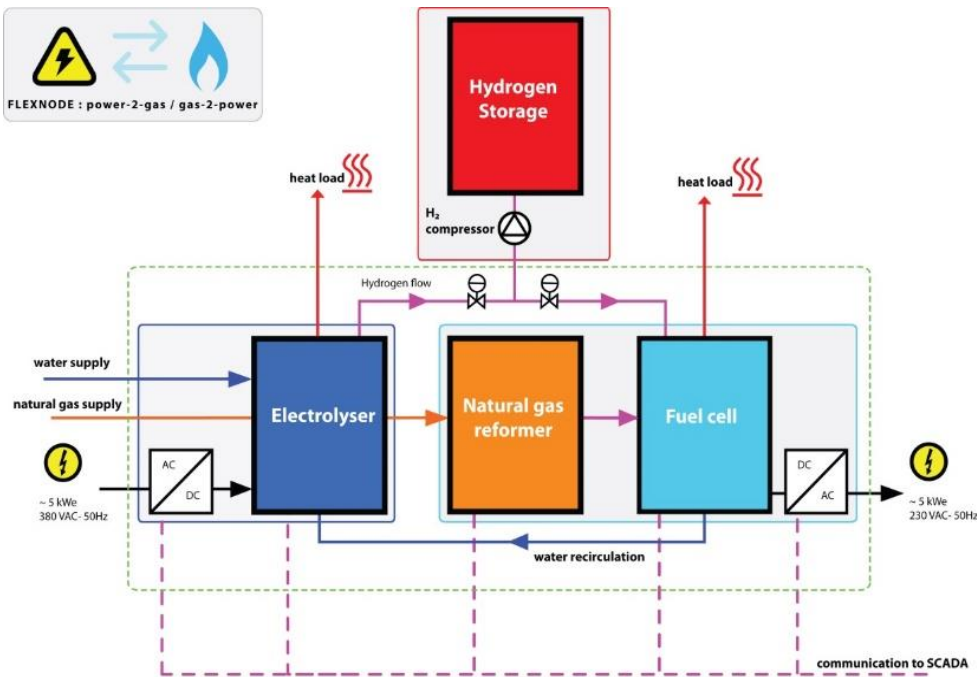 FLEXNODE : power-2-gas / gas-2-power
Hydrogen
Storage
heat load
heat load
H₂
compressor
Hydrogen flow
water supply
natural gas supply
Electrolyser
Natural gas
reformer
Fuel cell
AC
DC
DC
AC
~ 5 kWe
380 VAC- 50Hz
~ 5 kWe
230 VAC- 50Hz
water recirculation
communication to SCADA